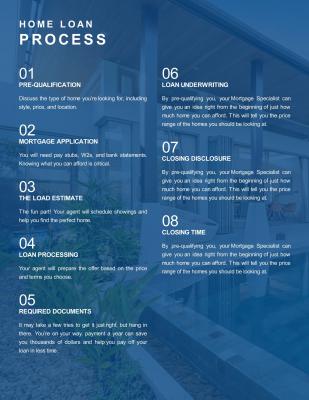 HOME LOAN
PROCESS
01
PRE-QUALIFICATION
Discuss the type of home you're looking for, including
style, price, and location.
02
MORTGAGE APPLICATION
You will need pay stubs, W2s, and bank statements.
Knowing what you can afford is critical.
03
THE LOAN ESTIMATE
The fun part! Your agent will schedule showings and
help you find the perfect home.
04
LOAN PROCESSING
Your agent will prepare the offer based on the price
and terms you choose.
05
REQUIRED DOCUMENTS
It may take a few tries to get it just right, but hang in
there. You're on your way, mortgage payment a year can save
you thousands of dollars and help you pay off your
loan in less time.
06
LOAN UNDERWRITING
By pre-qualifying you, your Mortgage Specialist can
give you an idea right from the beginning of just how
much home you can afford. This will tell you the price
range of the homes you should be looking at.
07
CLOSING DISCLOSURE
By pre-qualifying you, your Mortgage Specialist can
give you an idea right from the beginning of just how
much home you can afford. This will tell you the price
range of the homes you should be looking at.
08
CLOSING TIME
By pre-qualifying you, your Mortgage Specialist can
give you an idea right from the beginning of just how
much home you can afford. This will tell you the price
range of the homes you should be looking at.